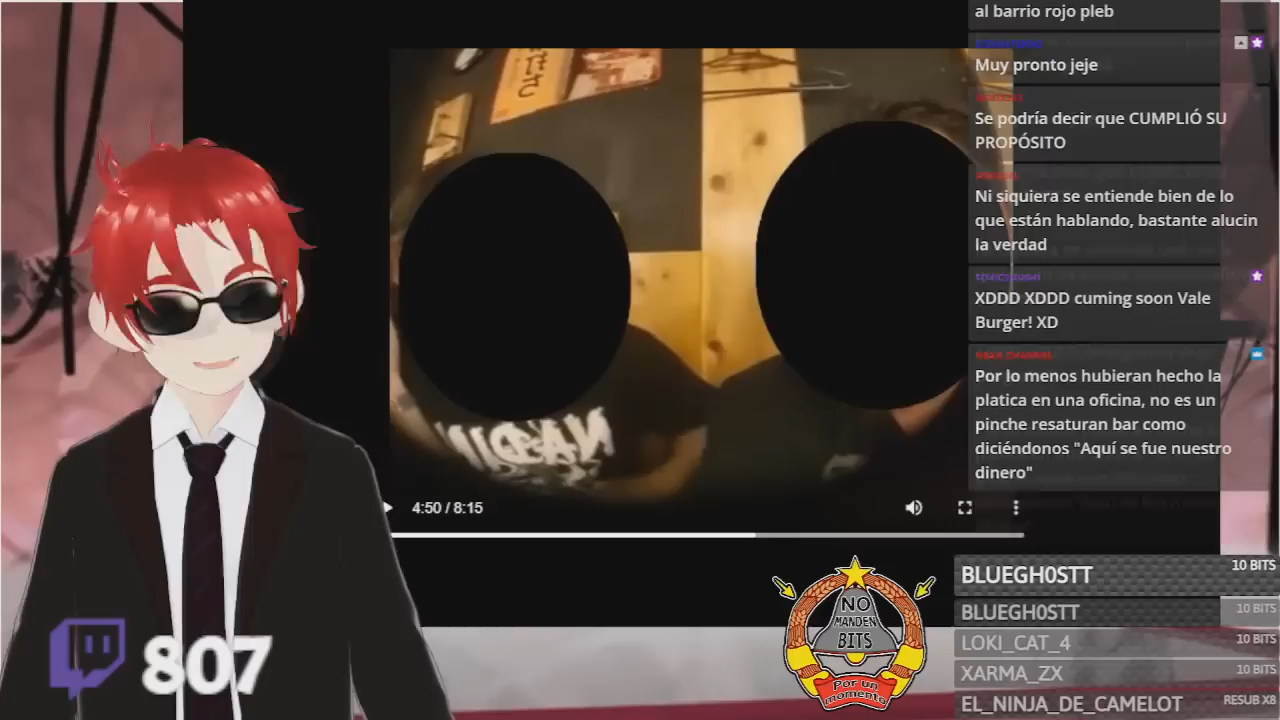 al barrio rojo pleb
Muy pronto jeje
Se podría decir que CUMPLIÓ SU
PROPÓSITO
Ni siquiera se entiende bien de lo
que están hablando, bastante alucin
la verdad
XDDD XDDD cuming soon Vale
Burger! XD
Por lo menos hubieran hecho la
platica en una oficina, no es un
pinche resaturan bar como
diciéndonos "Aquí se fue nuestro
dinero"
4:50 / 8:15
NO
MANDEN
BITS
Por un
momento
BLUEGH0STT 10 BITS
BLUEGH0STT 10 BITS
LOKI_CAT_4 10 BITS
XARMA_ZX 10 BITS
EL_NINJA_DE_CAMELOT RESUB X8
807